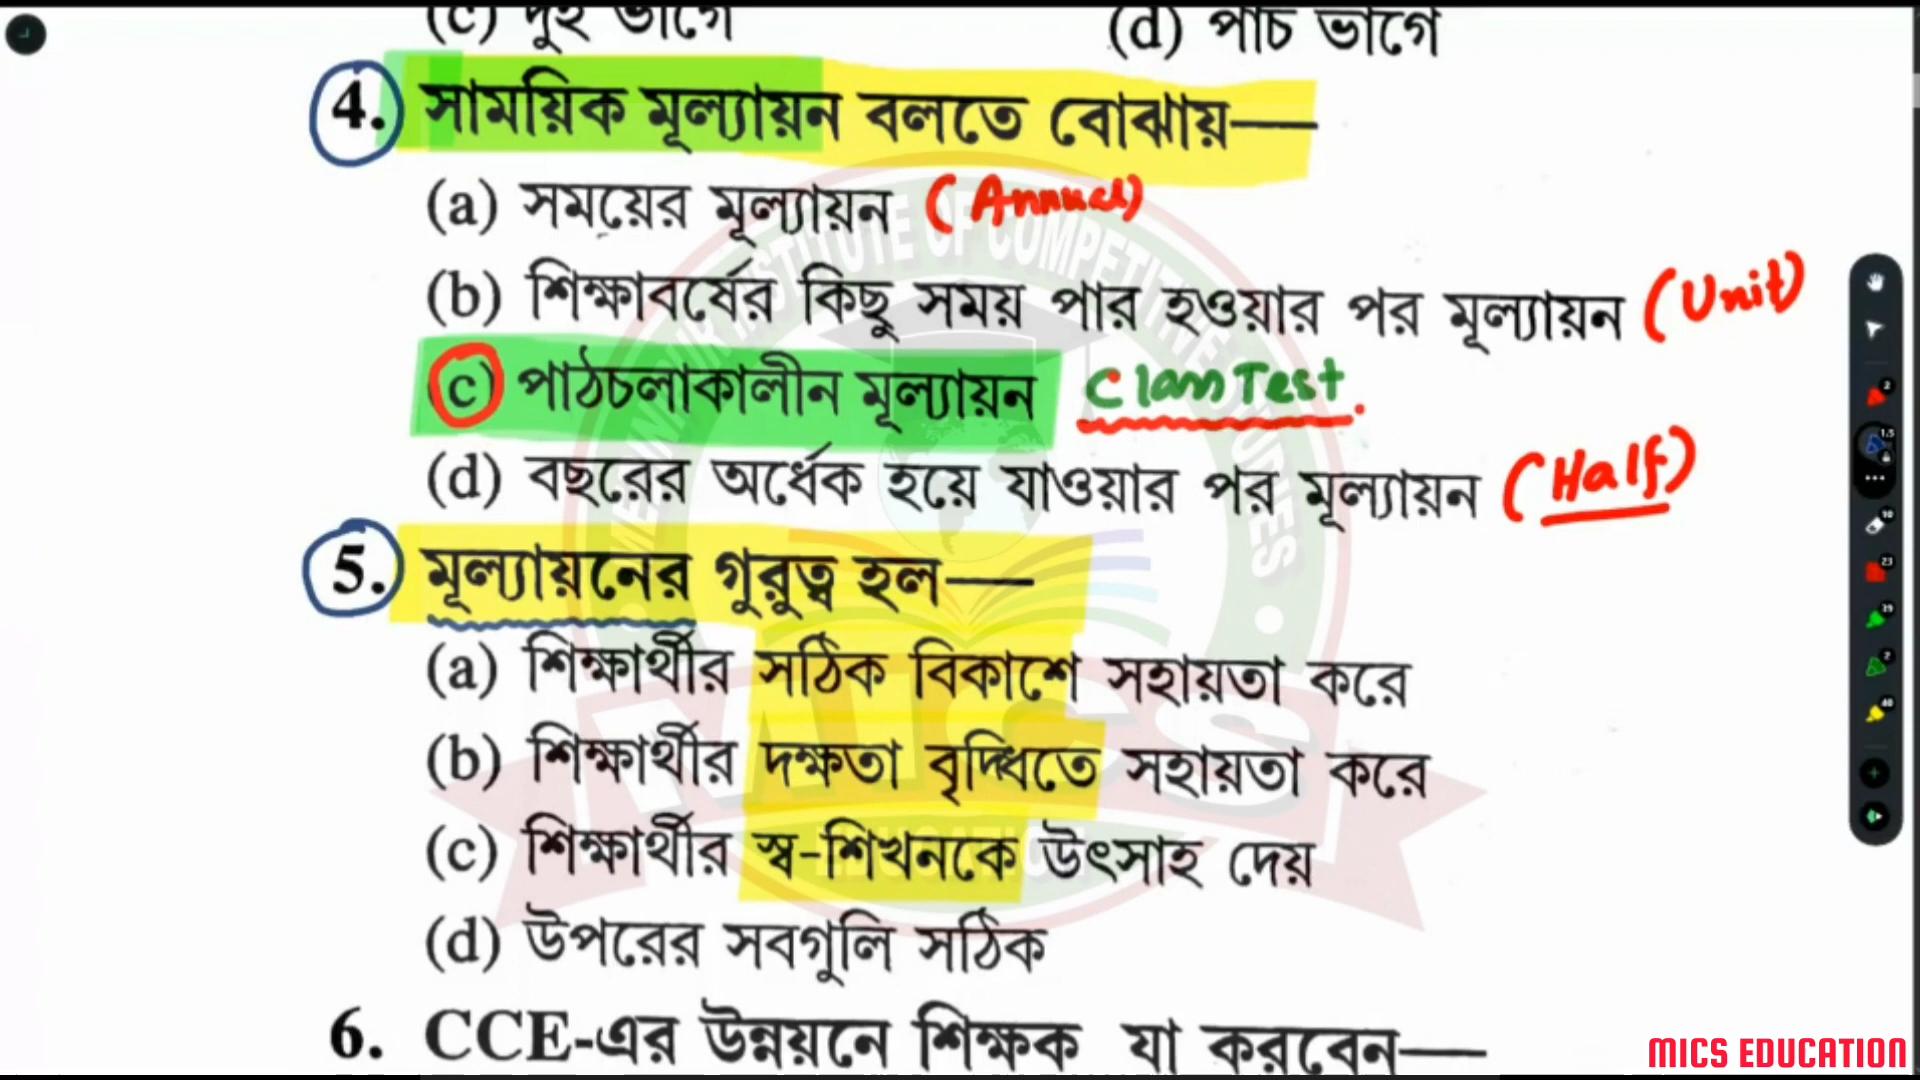 (c) দুই ভাগে (d) পাঁচ ভাগে
4. সাময়িক মূল্যায়ন বলতে বোঝায়—
(a) সময়ের মূল্যায়ন (Annual)
(b) শিক্ষাবর্ষের কিছু সময় পার হওয়ার পর মূল্যায়ন (Unit)
(c) পাঠচলাকালীন মূল্যায়ন Class Test.
(d) বছরের অর্ধেক হয়ে যাওয়ার পর মূল্যায়ন (Half)
5. মূল্যায়নের গুরুত্ব হল—
(a) শিক্ষার্থীর সঠিক বিকাশে সহায়তা করে
(b) শিক্ষার্থীর দক্ষতা বৃদ্ধিতে সহায়তা করে
(c) শিক্ষার্থীর স্ব-শিখনকে উৎসাহ দেয়
(d) উপরের সবগুলি সঠিক
6. CCE-এর উন্নয়নে শিক্ষক যা করবেন—
MICS EDUCATION